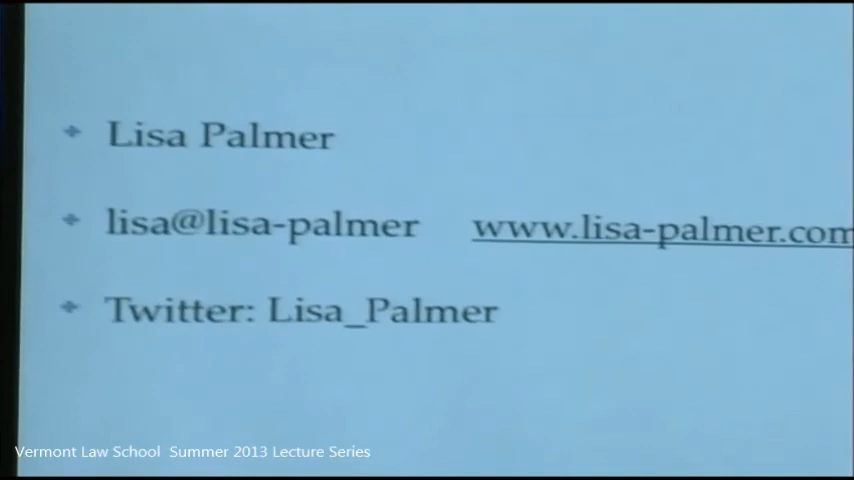 Lisa Palmer
lisa@lisa-palmer www.lisa-palmer.com
Twitter: Lisa_Palmer
Vermont Law School Summer 2013 Lecture Series